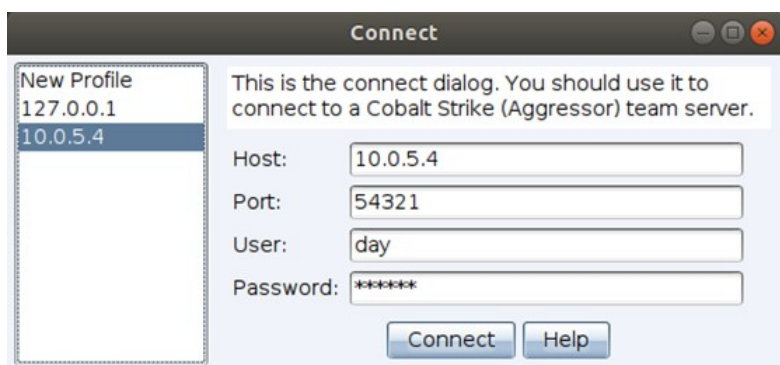 Connect
New Profile
127.0.0.1
10.0.5.4
This is the connect dialog. You should use it to
connect to a Cobalt Strike (Aggressor) team server.
Host: 10.0.5.4
Port: 54321
User: day
Password: ******
Connect Help